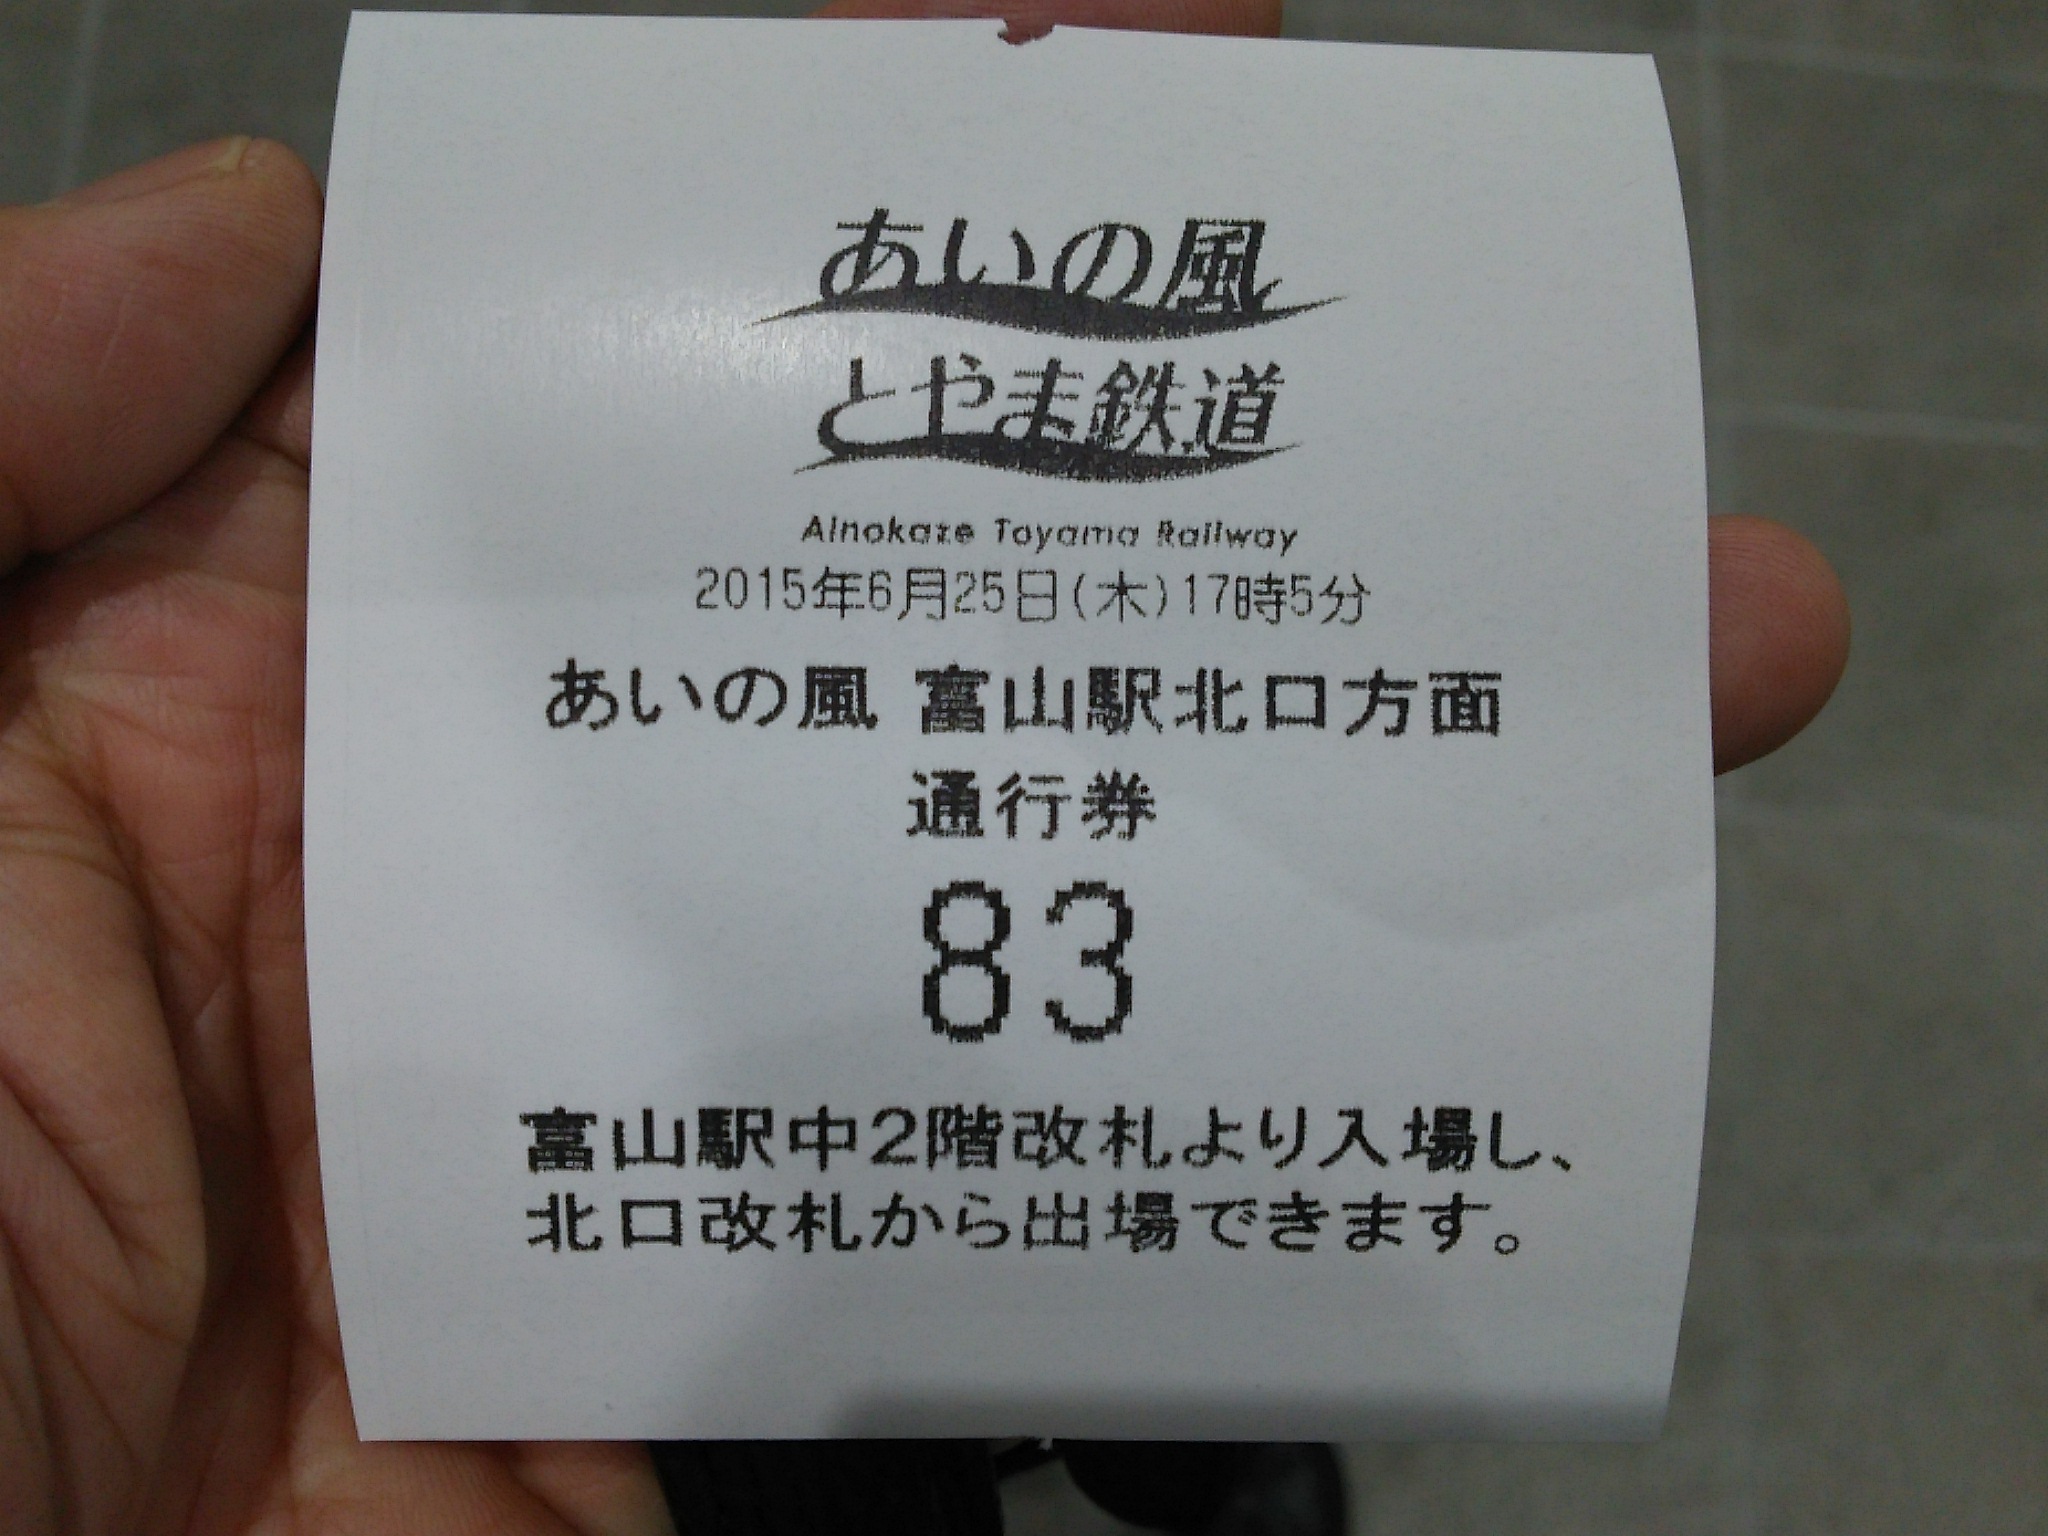 あいの風
とやま鉄道
Ainokaze Toyama Railway
2015年6月25日(木)17時5分
あいの風 富山駅北口方面
通行券
83
富山駅中2階改札より入場し、
北口改札から出場できます。